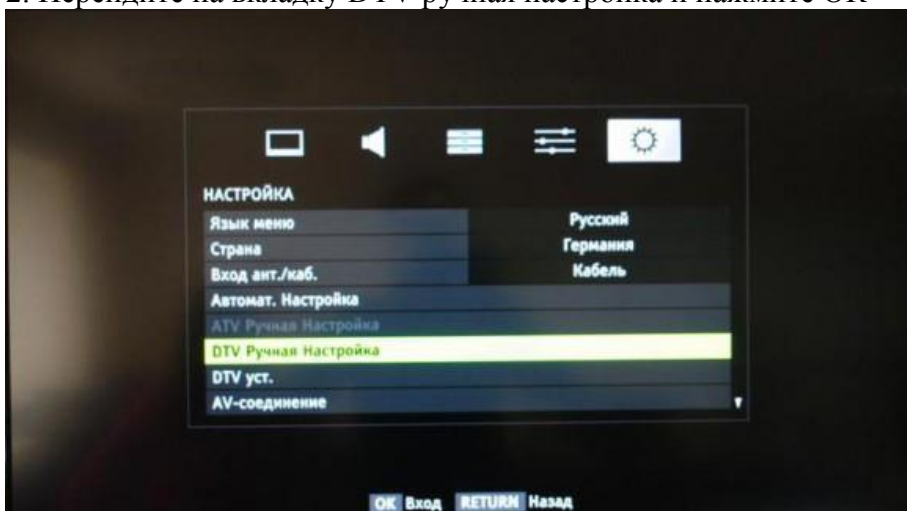 2. Перейдите на вкладку DTV ручная настройка и нажмите ОК
НАСТРОЙКА
Язык меню Русский
Страна Германия
Вход ант./каб. Кабель
Автомат. Настройка
ATV Ручная Настройка
DTV Ручная Настройка
DTV уст.
AV-соединение
OK Вход RETURN Назад